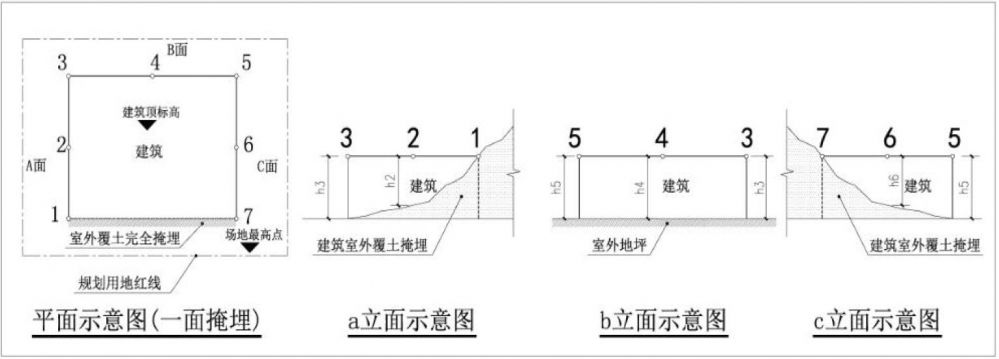 B面
3 4 5
建筑顶标高
2 建筑 6
A面 C面
1 7
室外覆土完全掩埋 场地最高点
规划用地红线
平面示意图(一面掩埋)
3 2 1
h3 h2 建筑
建筑室外覆土掩埋
a立面示意图
5 4 3
h5 h4 建筑 h3
室外地坪
b立面示意图
7 6 5
h6 建筑 h5
建筑室外覆土掩埋
c立面示意图